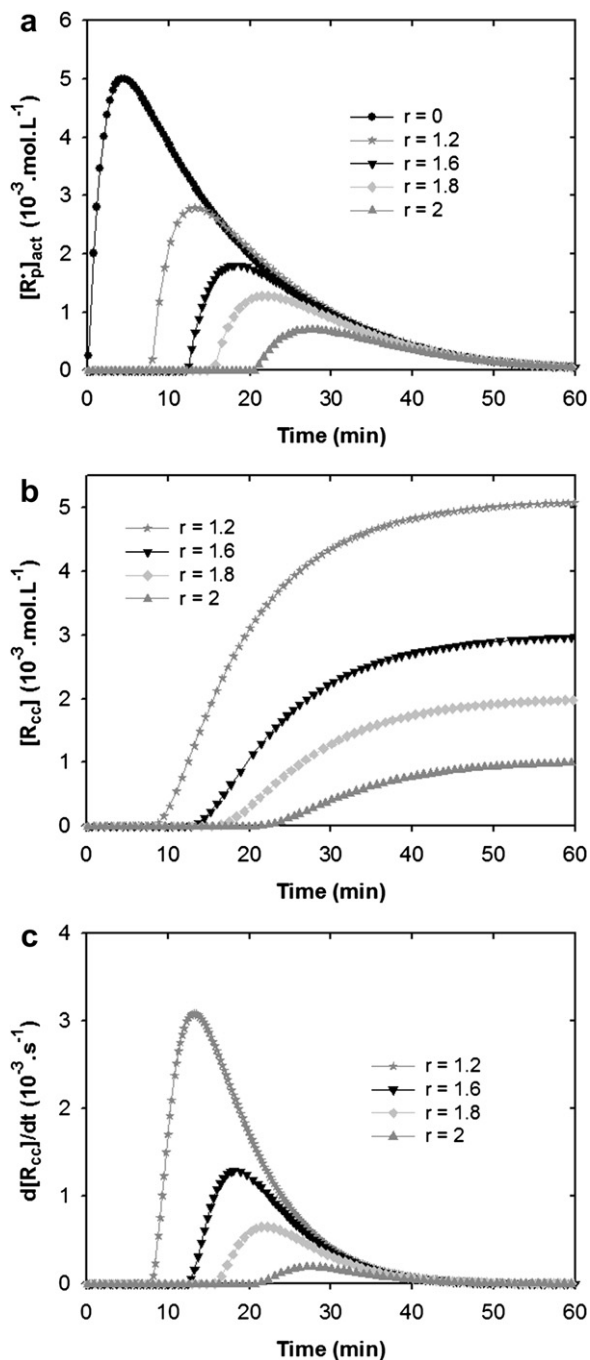 a
[R•p]act (10⁻³.mol.L⁻¹)
6
5
4
3
2
1
0
r = 0
r = 1.2
r = 1.6
r = 1.8
r = 2
0 10 20 30 40 50 60
Time (min)
b
[Rcc] (10⁻³.mol.L⁻¹)
5
4
3
2
1
0
r = 1.2
r = 1.6
r = 1.8
r = 2
0 10 20 30 40 50 60
Time (min)
c
d[Rcc]/dt (10⁻³.s⁻¹)
4
3
2
1
0
r = 1.2
r = 1.6
r = 1.8
r = 2
0 10 20 30 40 50 60
Time (min)